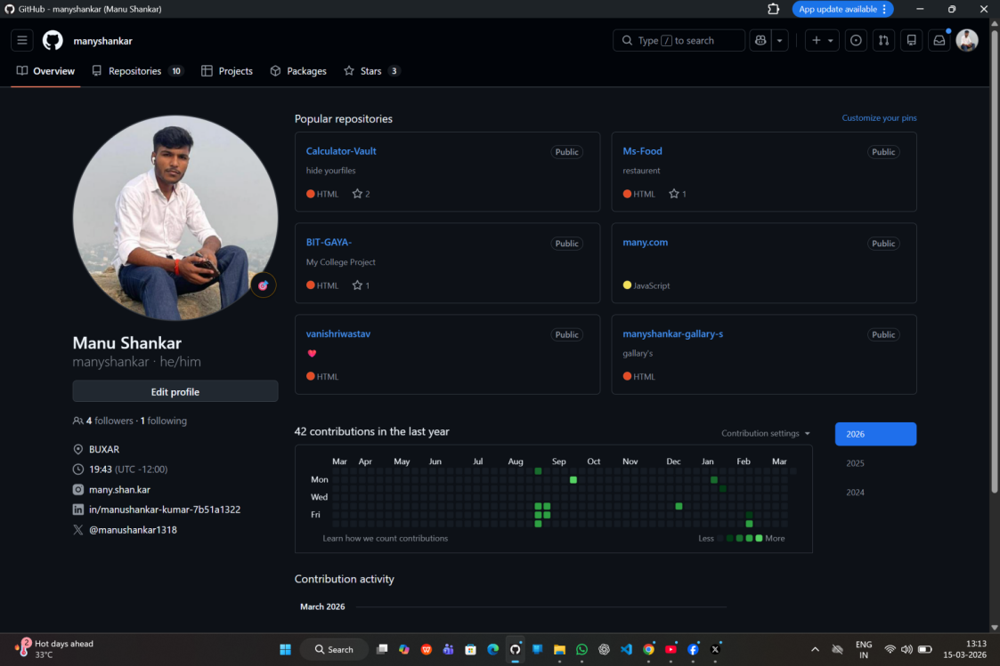 GitHub - manyshankar (Manu Shankar)
App update available
manyshankar
Type / to search
Overview
Repositories 10
Projects
Packages
Stars 3
Popular repositories
Customize your pins
Calculator-Vault
Public
hide yourfiles
HTML
2
Ms-Food
Public
restaurent
HTML
1
BIT-GAYA-
Public
My College Project
HTML
1
many.com
Public
JavaScript
vanishriwastav
Public
HTML
manyshankar-gallary-s
Public
gallary's
HTML
Manu Shankar
manyshankar · he/him
Edit profile
4 followers · 1 following
BUXAR
19:43 (UTC -12:00)
many.shan.kar
in/manushankar-kumar-7b51a1322
@manushankar1318
42 contributions in the last year
Contribution settings
2026
2025
2024
Mar Apr May Jun Jul Aug Sep Oct Nov Dec Jan Feb Mar
Mon
Wed
Fri
Learn how we count contributions
Less More
Contribution activity
March 2026
2
Hot days ahead
33°C
Search
ENG
IN
13:13
15-03-2026